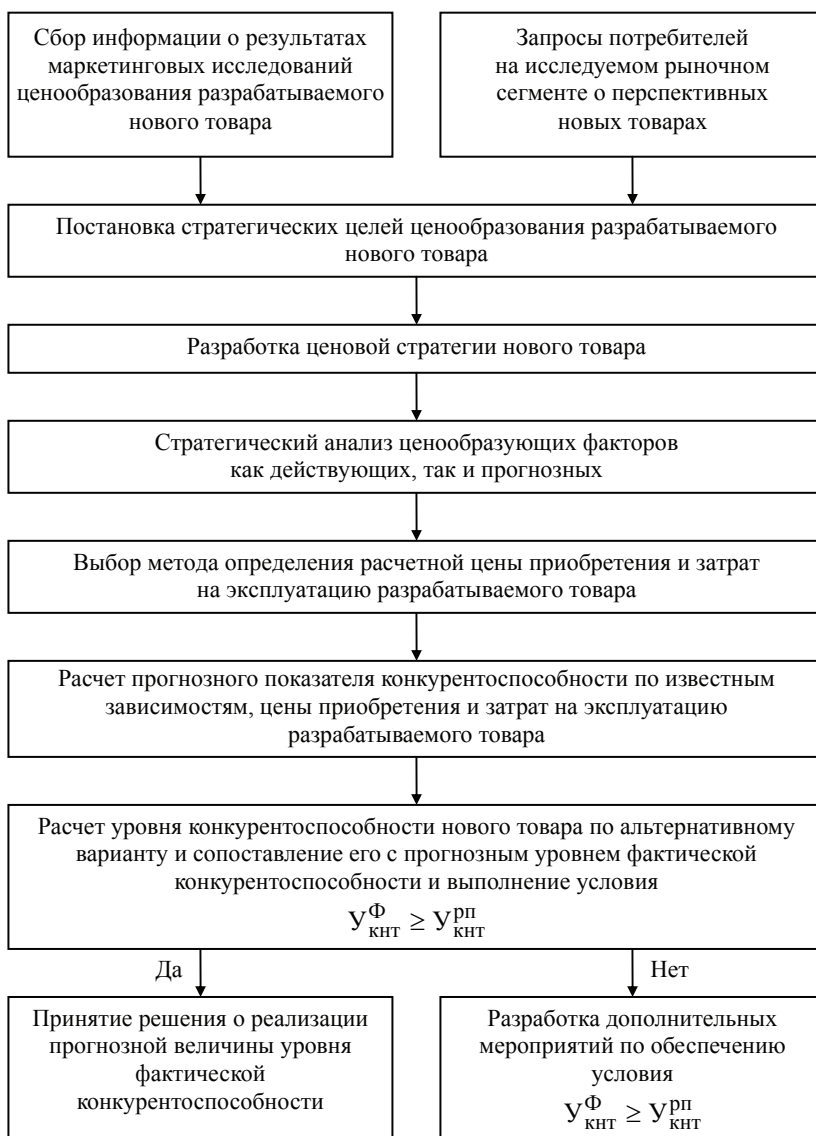 Сбор информации о результатах
маркетинговых исследований
ценообразования разрабатываемого
нового товара
Запросы потребителей
на исследуемом рыночном
сегменте о перспективных
новых товарах
Постановка стратегических целей ценообразования разрабатываемого
нового товара
Разработка ценовой стратегии нового товара
Стратегический анализ ценообразующих факторов
как действующих, так и прогнозных
Выбор метода определения расчетной цены приобретения и затрат
на эксплуатацию разрабатываемого товара
Расчет прогнозного показателя конкурентоспособности по известным
зависимостям, цены приобретения и затрат на эксплуатацию
разрабатываемого товара
Расчет уровня конкурентоспособности нового товара по альтернативному
варианту и сопоставление его с прогнозным уровнем фактической
конкурентоспособности и выполнение условия
У^Ф_кнт ≥ У^рп_кнт
Да
Нет
Принятие решения о реализации
прогнозной величины уровня
фактической
конкурентоспособности
Разработка дополнительных
мероприятий по обеспечению
условия
У^Ф_кнт ≥ У^рп_кнт